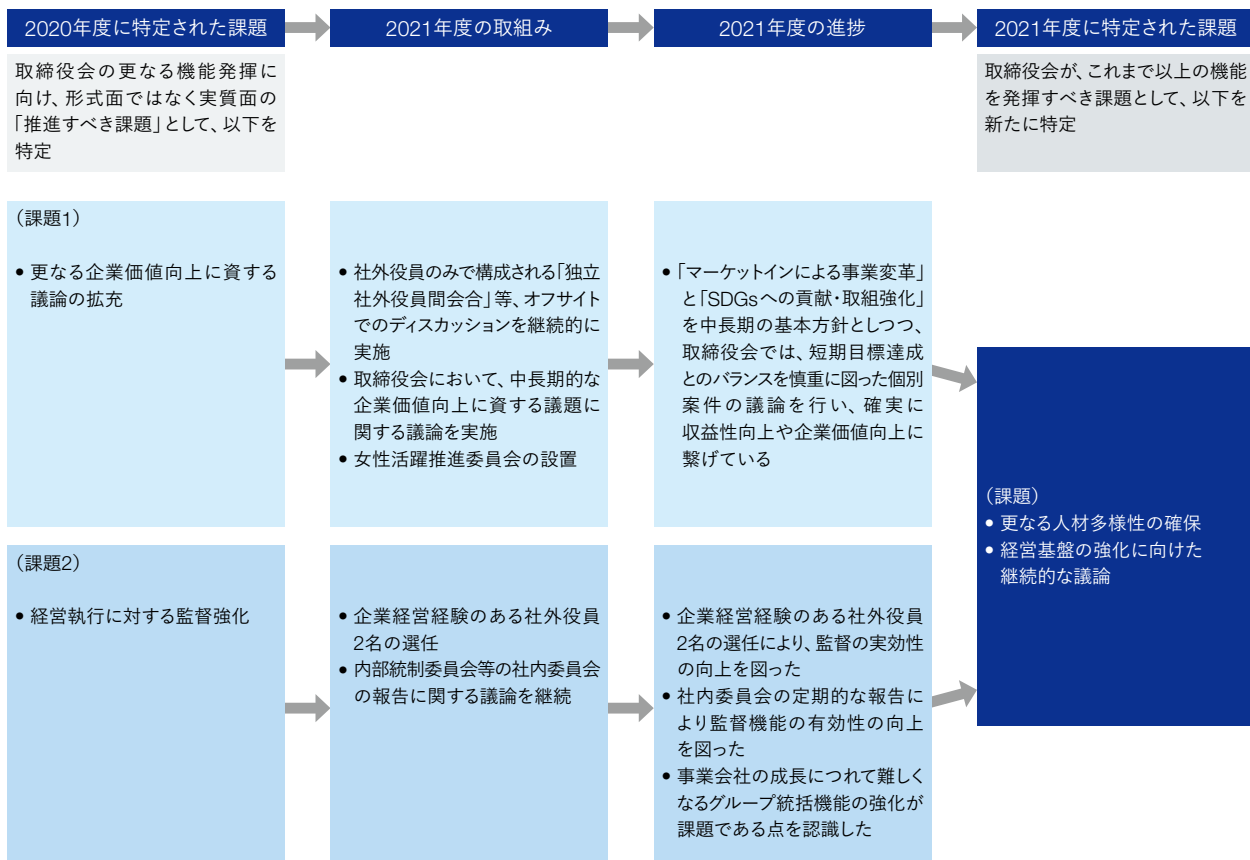 2020年度に特定された課題
2021年度の取組み
2021年度の進捗
2021年度に特定された課題
取締役会の更なる機能発揮に
向け、形式面ではなく実質面の
「推進すべき課題」として、以下を
特定
取締役会が、これまで以上の機能
を発揮すべき課題として、以下を
新たに特定
（課題1）
• 更なる企業価値向上に資する
議論の拡充
• 社外役員のみで構成される「独立
社外役員間会合」等、オフサイト
でのディスカッションを継続的に
実施
• 取締役会において、中長期的な
企業価値向上に資する議題に
関する議論を実施
• 女性活躍推進委員会の設置
• 「マーケットインによる事業変革」
と「SDGsへの貢献・取組強化」
を中長期の基本方針としつつ、
取締役会では、短期目標達成
とのバランスを慎重に図った個別
案件の議論を行い、確実に
収益性向上や企業価値向上に
繋げている
（課題2）
• 経営執行に対する監督強化
• 企業経営経験のある社外役員
2名の選任
• 内部統制委員会等の社内委員会
の報告に関する議論を継続
• 企業経営経験のある社外役員
2名の選任により、監督の実効性
の向上を図った
• 社内委員会の定期的な報告に
より監督機能の有効性の向上
を図った
• 事業会社の成長につれて難しく
なるグループ統括機能の強化が
課題である点を認識した
（課題）
• 更なる人材多様性の確保
• 経営基盤の強化に向けた
継続的な議論